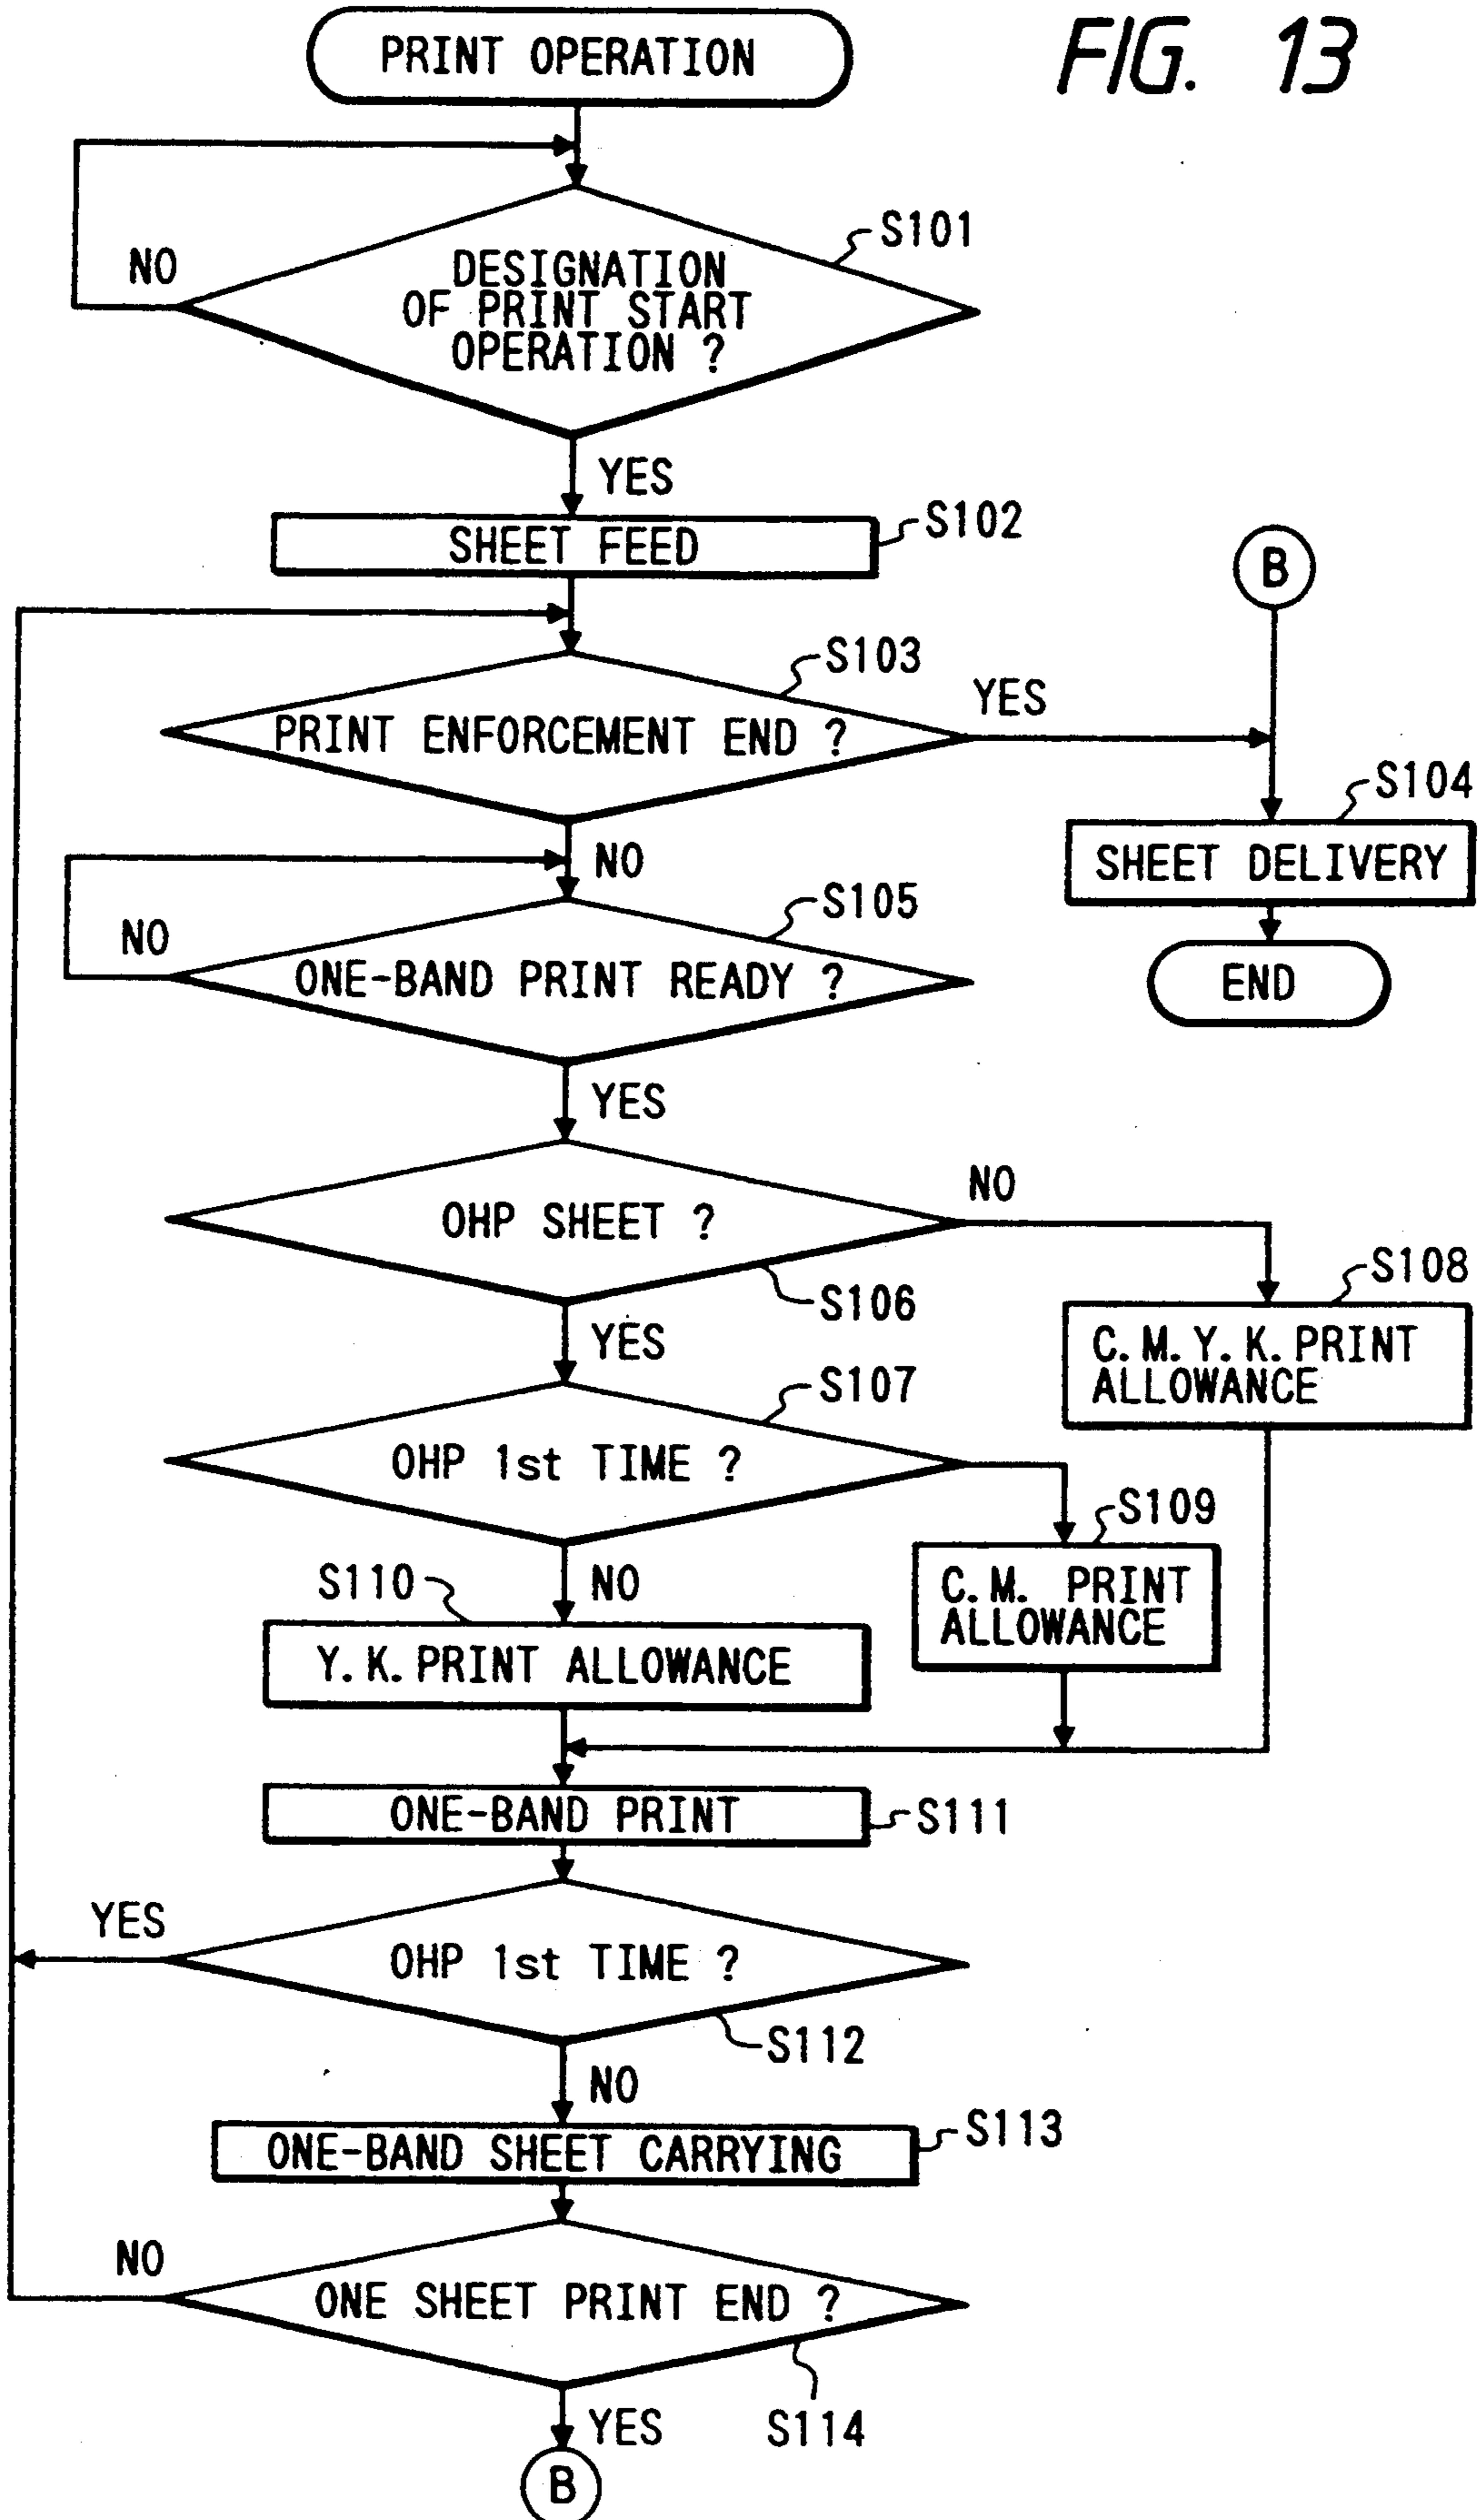 PRINT OPERATION
FIG. 13
S101
NO
DESIGNATION
OF PRINT START
OPERATION ?
YES
SHEET FEED
S102
B
S103
YES
PRINT ENFORCEMENT END ?
S104
NO
SHEET DELIVERY
S105
NO
ONE-BAND PRINT READY ?
END
YES
NO
OHP SHEET ?
S106
S108
YES
C.M.Y.K. PRINT
ALLOWANCE
S107
OHP 1st TIME ?
S109
S110
NO
C.M. PRINT
ALLOWANCE
Y.K. PRINT ALLOWANCE
ONE-BAND PRINT
S111
YES
OHP 1st TIME ?
S112
NO
ONE-BAND SHEET CARRYING
S113
NO
ONE SHEET PRINT END ?
YES
S114
B